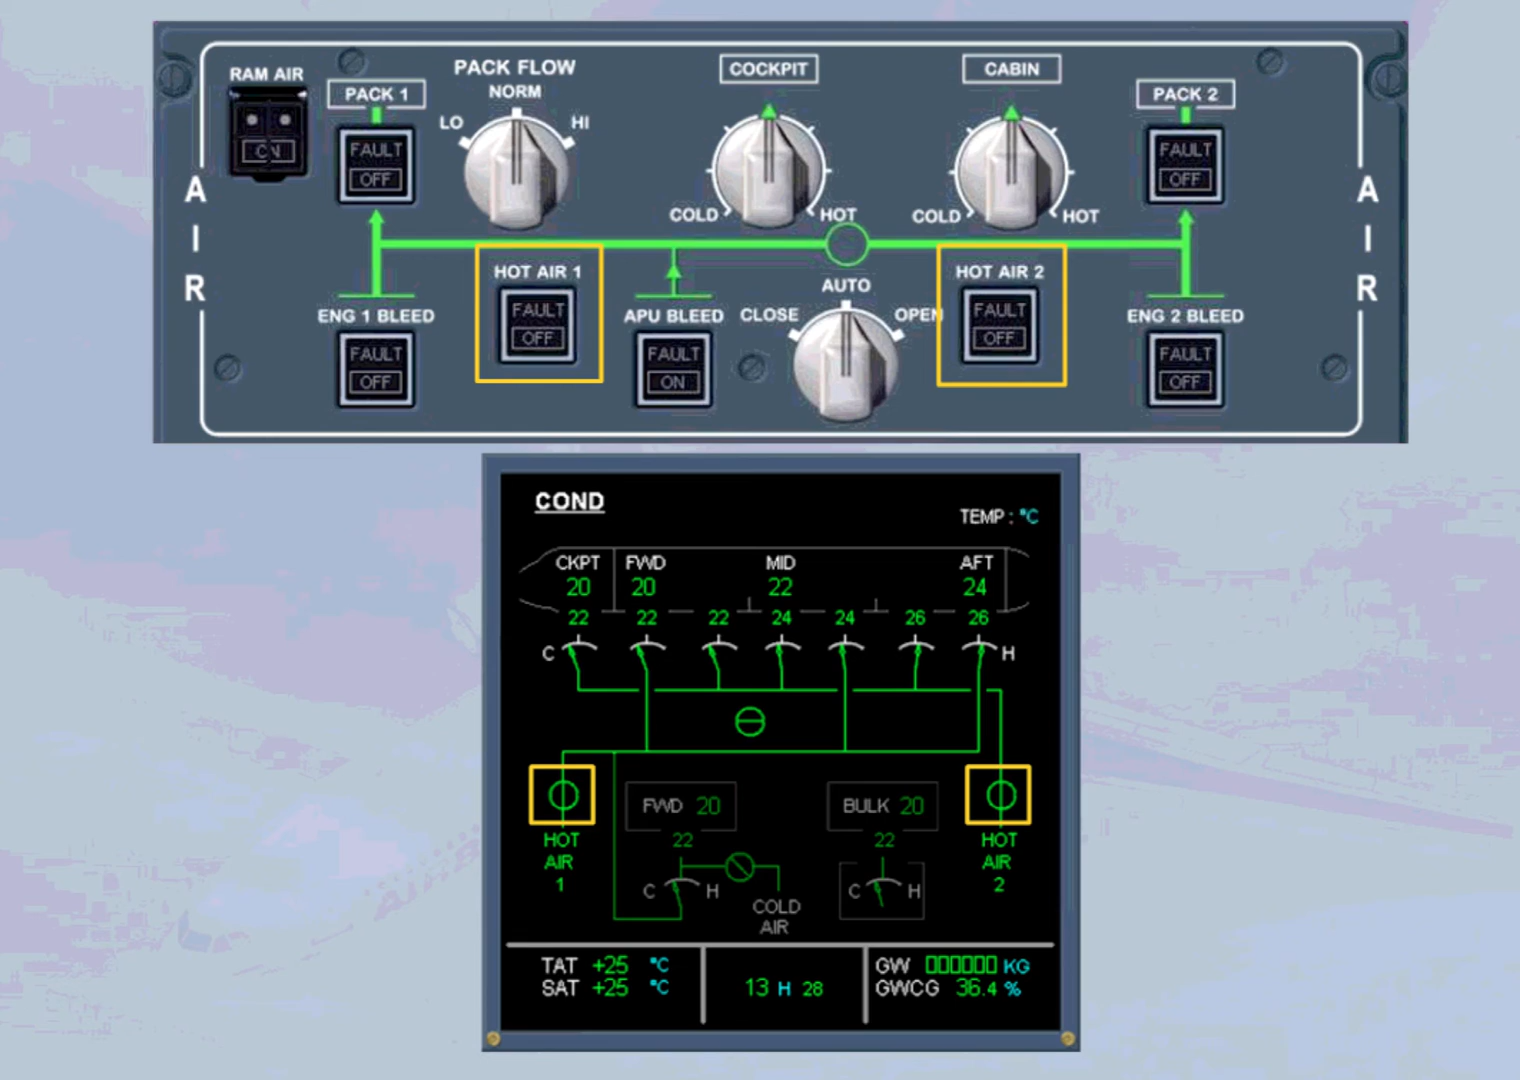 RAM AIR
ON
PACK 1
FAULT
OFF
PACK FLOW
NORM
LO
HI
COCKPIT
COLD
HOT
CABIN
COLD
HOT
PACK 2
FAULT
OFF
A
I
R
A
I
R
ENG 1 BLEED
FAULT
OFF
HOT AIR 1
FAULT
OFF
APU BLEED
FAULT
ON
AUTO
CLOSE
OPEN
HOT AIR 2
FAULT
OFF
ENG 2 BLEED
FAULT
OFF
COND
TEMP : °C
CKPT FWD MID AFT
20 20 22 24
22 22 22 24 24 26 26
C H
FWD 20
BULK 20
HOT
AIR
1
22
C H
COLD
AIR
22
C H
HOT
AIR
2
TAT +25 °C
SAT +25 °C
13 H 28
GW 000000 KG
GWCG 36.4 %